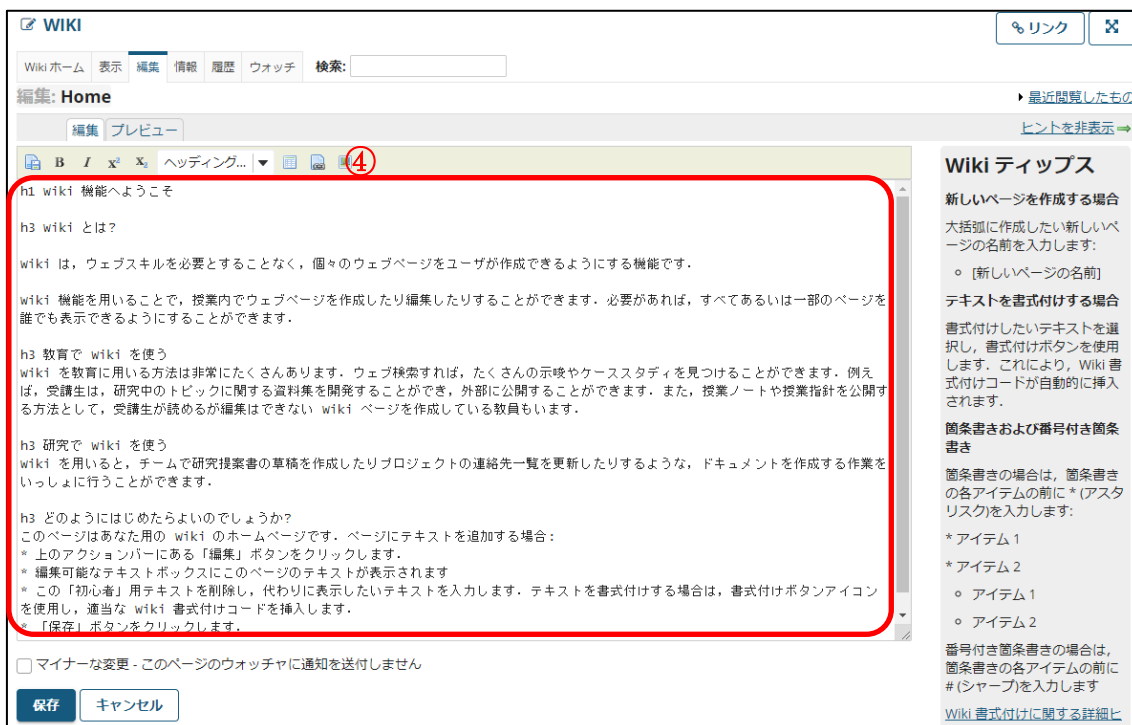 WIKI
リンク
Wiki ホーム 表示 編集 情報 履歴 ウォッチ 検索:
編集: Home
最近閲覧したもの
編集 プレビュー
ヒントを非表示
B I X² X₂ ヘッディング...
④
h1 wiki 機能へようこそ
h3 wiki とは?
wiki は，ウェブスキルを必要とすることなく，個々のウェブページをユーザが作成できるようにする機能です．
wiki 機能を用いることで，授業内でウェブページを作成したり編集したりすることができます．必要があれば，すべてあるいは一部のページを
誰でも表示できるようにすることができます．
h3 教育で wiki を使う
wiki を教育に用いる方法は非常にたくさんあります．ウェブ検索すれば，たくさんの示唆やケーススタディを見つけることができます．例え
ば，受講生は，研究中のトピックに関する資料集を開発することができ，外部に公開することができます．また，授業ノートや授業指針を公開す
る方法として，受講生が読めるが編集はできない wiki ページを作成している教員もいます．
h3 研究で wiki を使う
wiki を用いると，チームで研究提案書の草稿を作成したりプロジェクトの連絡先一覧を更新したりするような，ドキュメントを作成する作業を
いっしょに行うことができます．
h3 どのようにはじめたらよいのでしょうか?
このページはあなた用の wiki のホームページです．ページにテキストを追加する場合:
* 上のアクションバーにある「編集」ボタンをクリックします．
* 編集可能なテキストボックスにこのページのテキストが表示されます
* この「初心者」用テキストを削除し，代わりに表示したいテキストを入力します．テキストを書式付けする場合は，書式付けボタンアイコン
を使用し，適当な wiki 書式付けコードを挿入します．
* 「保存」ボタンをクリックします．
マイナーな変更 - このページのウォッチャに通知を送付しません
保存 キャンセル
Wiki ティップス
新しいページを作成する場合
大括弧に作成したい新しいペ
ージの名前を入力します:
[新しいページの名前]
テキストを書式付けする場合
書式付けしたいテキストを選
択し，書式付けボタンを使用
します．これにより，Wiki 書
式付けコードが自動的に挿入
されます．
箇条書きおよび番号付き箇条
書き
箇条書きの場合は，箇条書き
の各アイテムの前に * (アスタ
リスク)を入力します:
* アイテム 1
* アイテム 2
アイテム 1
アイテム 2
番号付き箇条書きの場合は，
箇条書きの各アイテムの前に
# (シャープ)を入力します
Wiki 書式付けに関する詳細ヒ